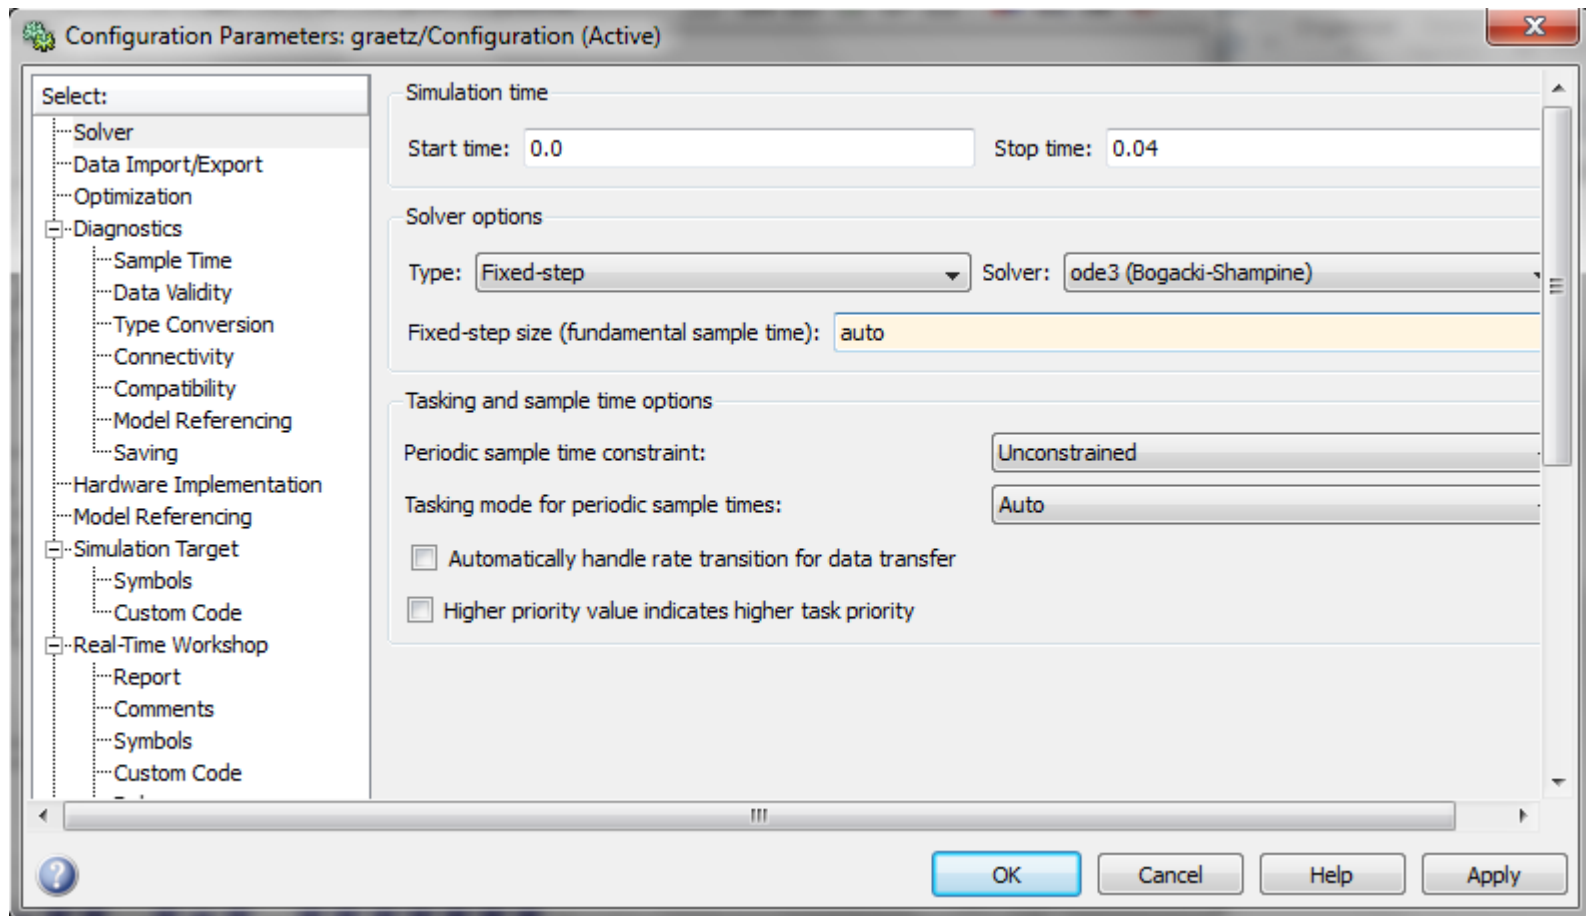 Configuration Parameters: graetz/Configuration (Active)
Select:
Solver
Data Import/Export
Optimization
Diagnostics
Sample Time
Data Validity
Type Conversion
Connectivity
Compatibility
Model Referencing
Saving
Hardware Implementation
Model Referencing
Simulation Target
Symbols
Custom Code
Real-Time Workshop
Report
Comments
Symbols
Custom Code
Simulation time
Start time: 0.0 Stop time: 0.04
Solver options
Type: Fixed-step Solver: ode3 (Bogacki-Shampine)
Fixed-step size (fundamental sample time): auto
Tasking and sample time options
Periodic sample time constraint: Unconstrained
Tasking mode for periodic sample times: Auto
Automatically handle rate transition for data transfer
Higher priority value indicates higher task priority
OK Cancel Help Apply